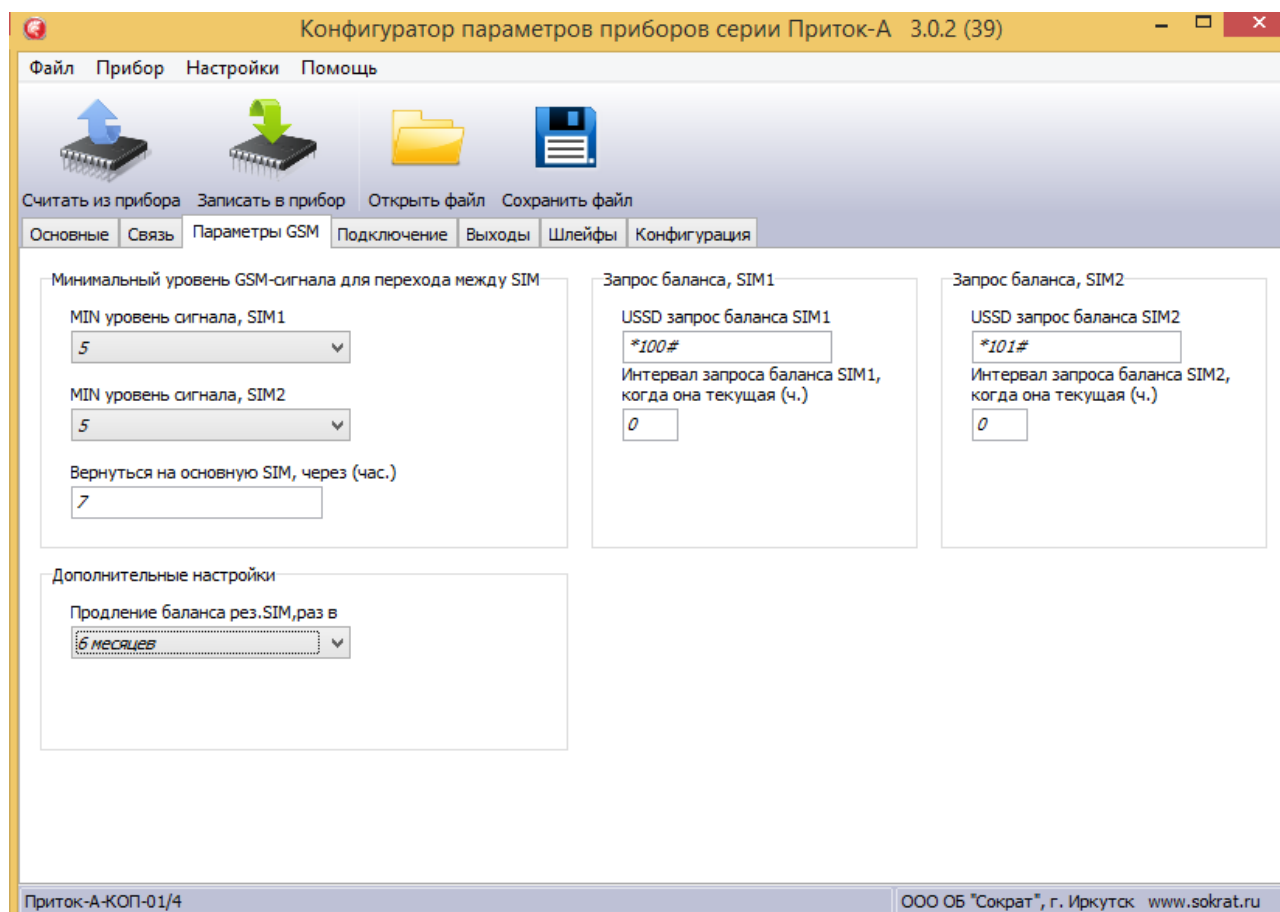 Конфигуратор параметров приборов серии Приток-А 3.0.2 (39)
Файл Прибор Настройки Помощь
Считать из прибора Записать в прибор Открыть файл Сохранить файл
Основные Связь Параметры GSM Подключение Выходы Шлейфы Конфигурация
Минимальный уровень GSM-сигнала для перехода между SIM
MIN уровень сигнала, SIM1
5
MIN уровень сигнала, SIM2
5
Вернуться на основную SIM, через (час.)
7
Запрос баланса, SIM1
USSD запрос баланса SIM1
*100#
Интервал запроса баланса SIM1,
когда она текущая (ч.)
0
Запрос баланса, SIM2
USSD запрос баланса SIM2
*101#
Интервал запроса баланса SIM2,
когда она текущая (ч.)
0
Дополнительные настройки
Продление баланса рез.SIM,раз в
6 месяцев
Приток-А-КОП-01/4
ООО ОБ "Сократ", г. Иркутск www.sokrat.ru